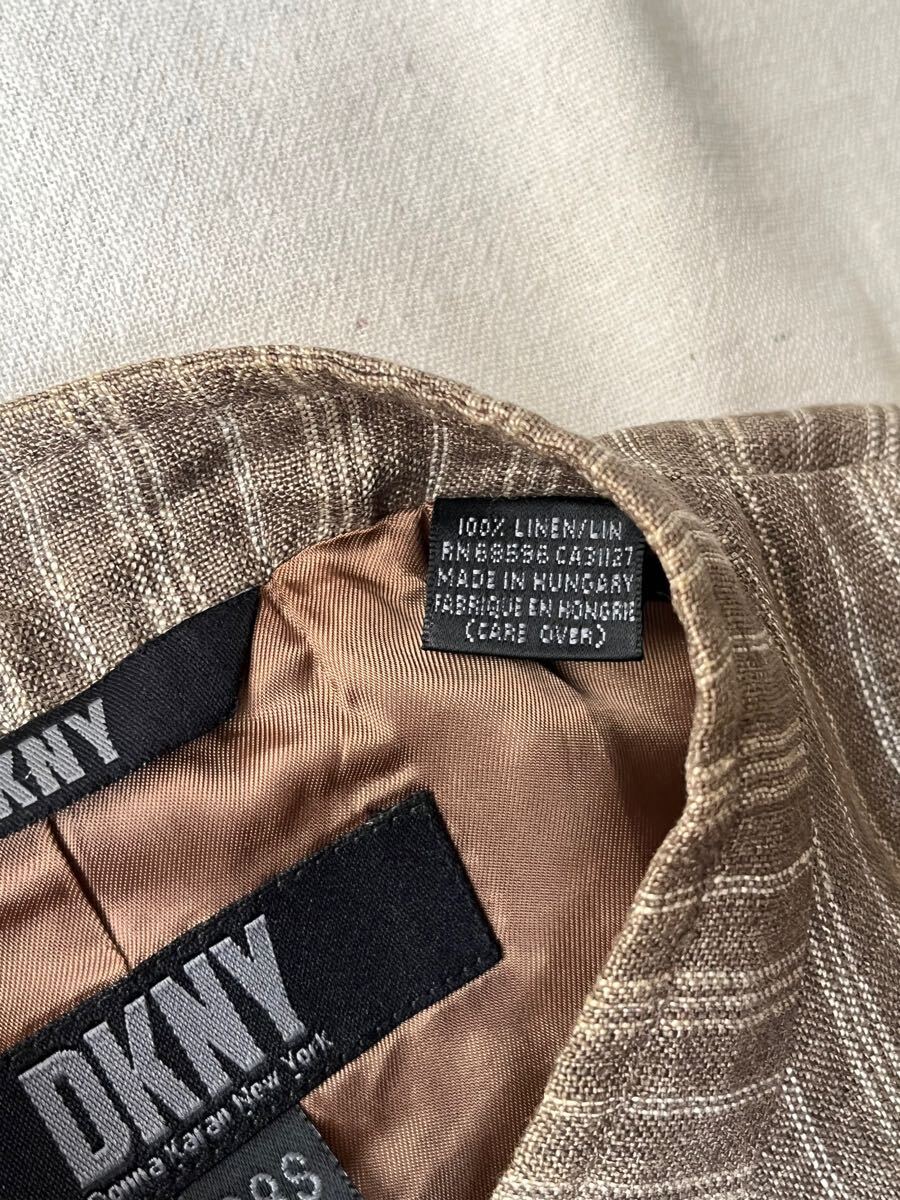 100% LINEN/LIN
RN 68636 CA31127
MADE IN HUNGARY
FABRIQUE EN HONGRIE
(CARE OVER)
KNY
DKNY
Donna Karan New York